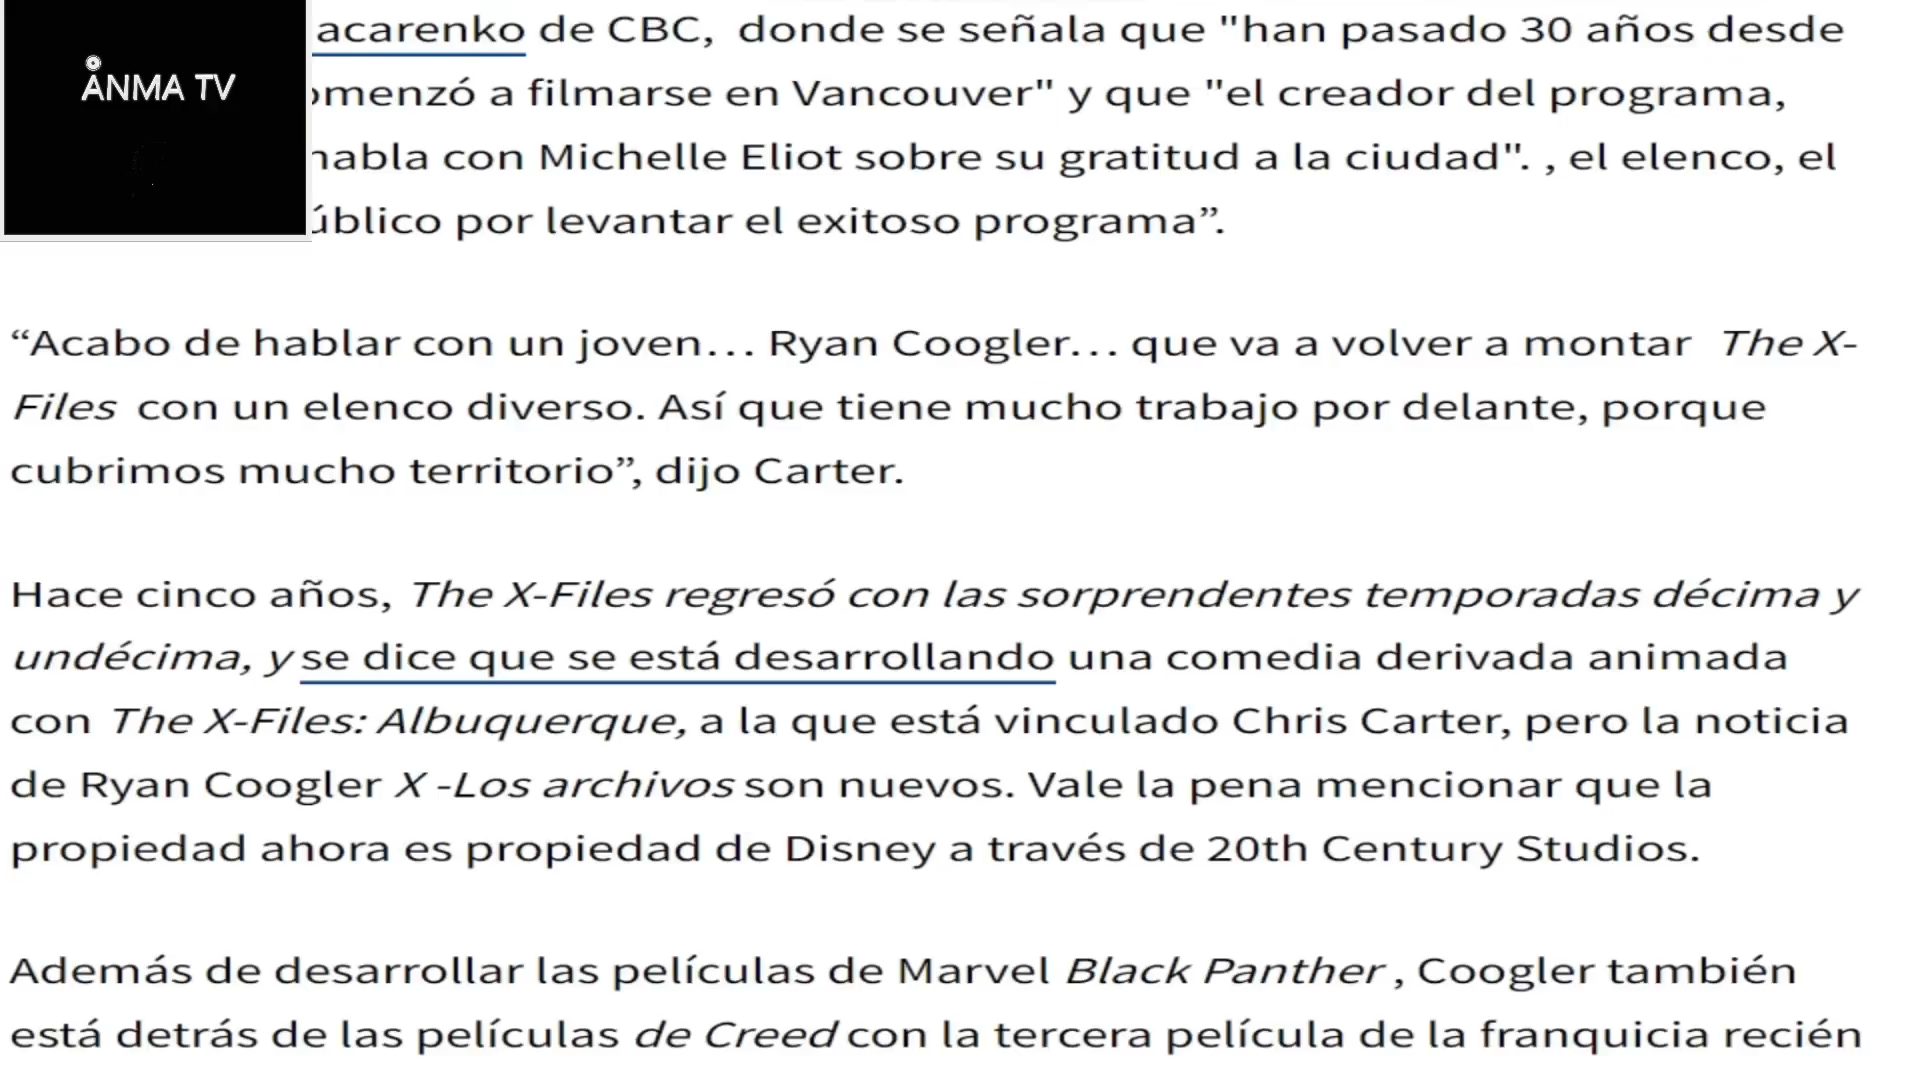 ANMA TV
acarenko de CBC, donde se señala que "han pasado 30 años desde
omenzó a filmarse en Vancouver" y que "el creador del programa,
habla con Michelle Eliot sobre su gratitud a la ciudad". , el elenco, el
úblico por levantar el exitoso programa”.
“Acabo de hablar con un joven… Ryan Coogler… que va a volver a montar The X-
Files con un elenco diverso. Así que tiene mucho trabajo por delante, porque
cubrimos mucho territorio”, dijo Carter.
Hace cinco años, The X-Files regresó con las sorprendentes temporadas décima y
undécima, y se dice que se está desarrollando una comedia derivada animada
con The X-Files: Albuquerque, a la que está vinculado Chris Carter, pero la noticia
de Ryan Coogler X -Los archivos son nuevos. Vale la pena mencionar que la
propiedad ahora es propiedad de Disney a través de 20th Century Studios.
Además de desarrollar las películas de Marvel Black Panther , Coogler también
está detrás de las películas de Creed con la tercera película de la franquicia recién